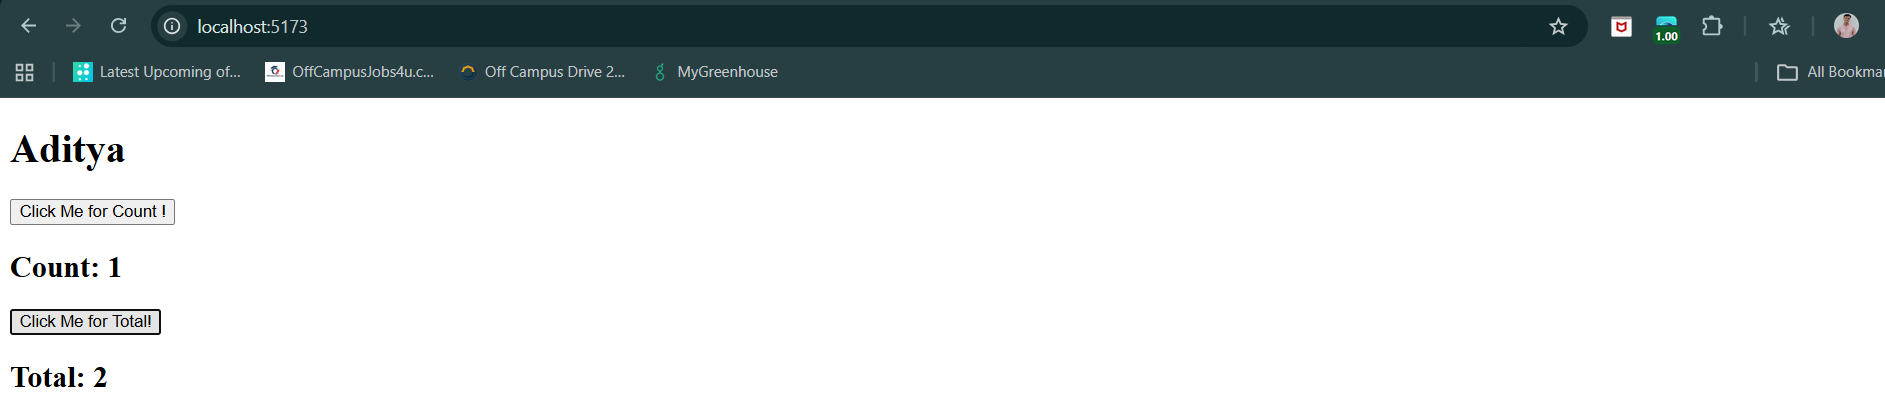 localhost:5173
1.00
Latest Upcoming of...
OffCampusJobs4u.c...
Off Campus Drive 2...
MyGreenhouse
All Bookmar
Aditya
Click Me for Count !
Count: 1
Click Me for Total!
Total: 2